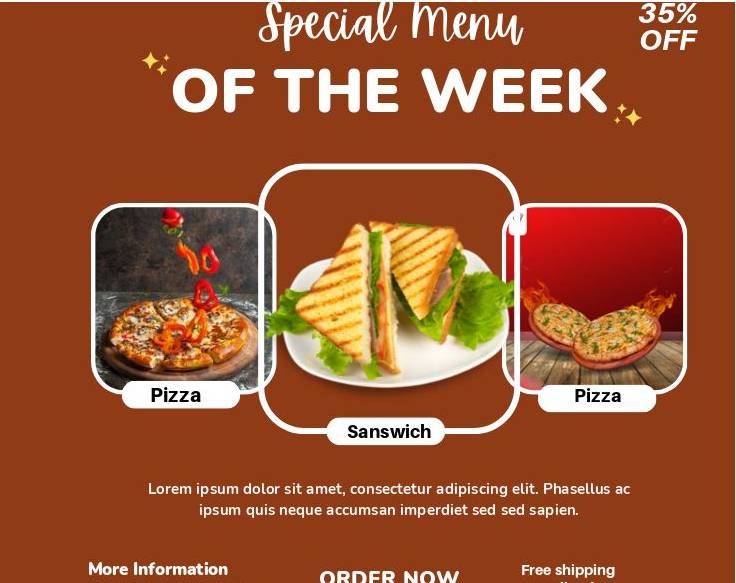 Special Menu
35%
OFF
OF THE WEEK
Pizza
Sanswich
Pizza
Lorem ipsum dolor sit amet, consectetur adipiscing elit. Phasellus ac
ipsum quis neque accumsan imperdiet sed sed sapien.
More Information
ORDER NOW
Free shipping